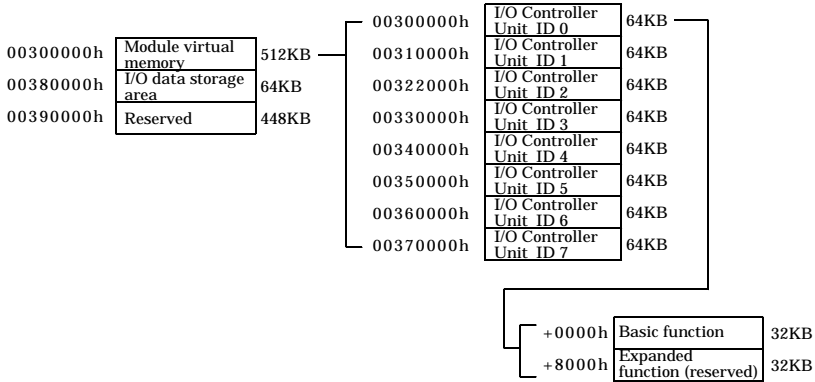 00300000h Module virtual memory 512KB
00380000h I/O data storage area 64KB
00390000h Reserved 448KB
00300000h I/O Controller Unit ID 0 64KB
00310000h I/O Controller Unit ID 1 64KB
00322000h I/O Controller Unit ID 2 64KB
00330000h I/O Controller Unit ID 3 64KB
00340000h I/O Controller Unit ID 4 64KB
00350000h I/O Controller Unit ID 5 64KB
00360000h I/O Controller Unit ID 6 64KB
00370000h I/O Controller Unit ID 7 64KB
+0000h Basic function 32KB
+8000h Expanded function (reserved) 32KB